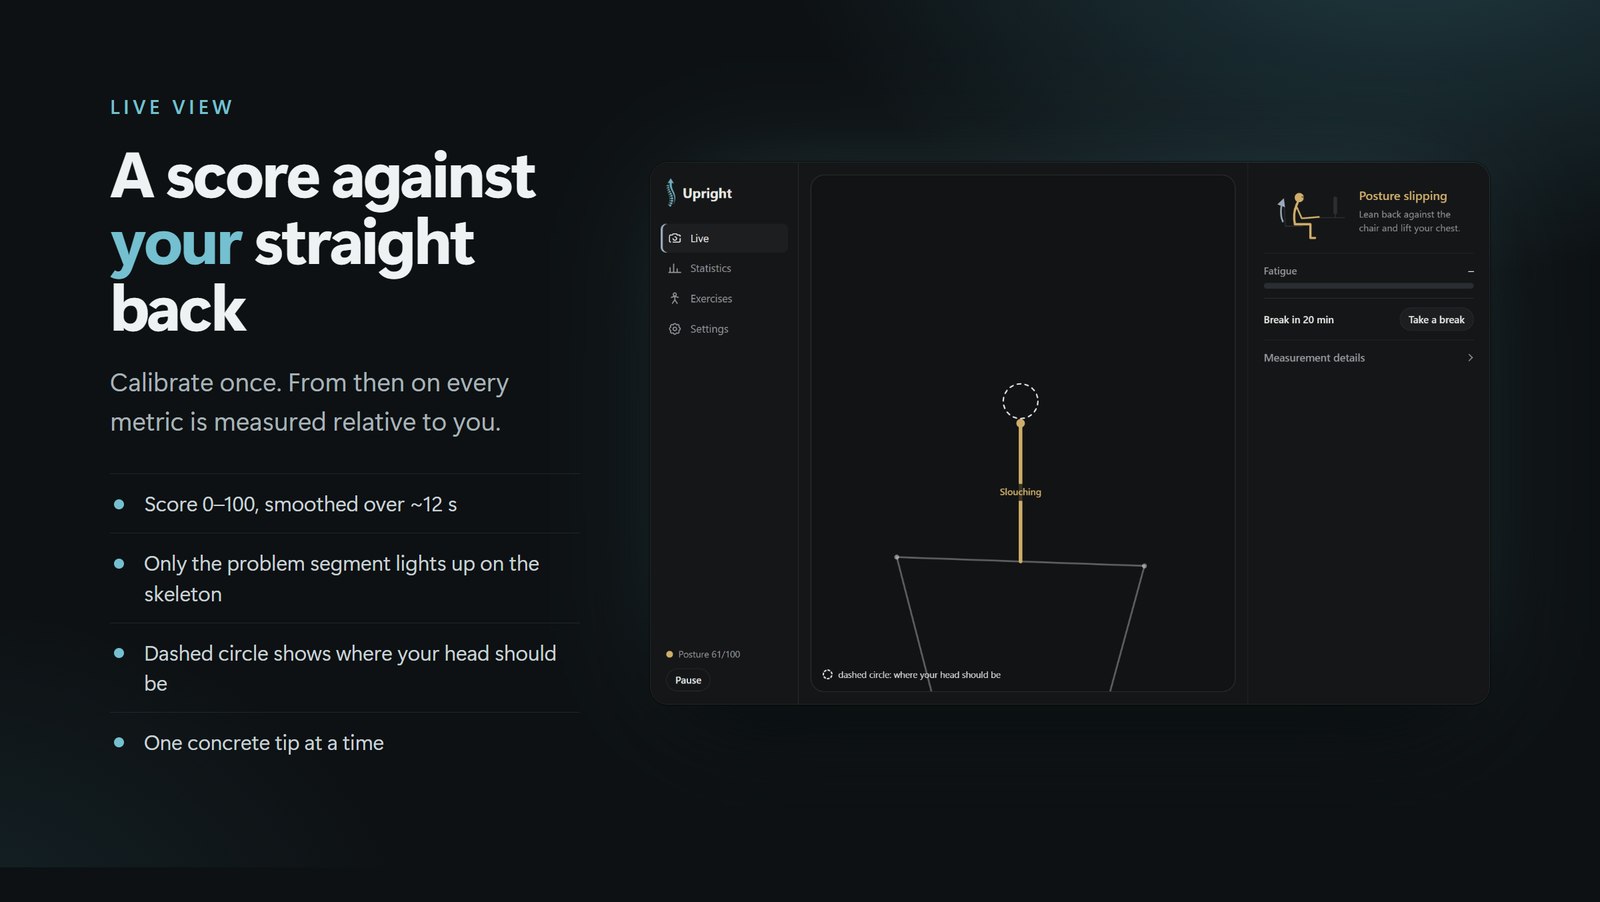 LIVE VIEW
A score against
your straight
back
Calibrate once. From then on every
metric is measured relative to you.
Score 0–100, smoothed over ~12 s
Only the problem segment lights up on the
skeleton
Dashed circle shows where your head should
be
One concrete tip at a time
Upright
Live
Statistics
Exercises
Settings
Posture 61/100
Pause
Slouching
dashed circle: where your head should be
Posture slipping
Lean back against the
chair and lift your chest.
Fatigue –
Break in 20 min Take a break
Measurement details